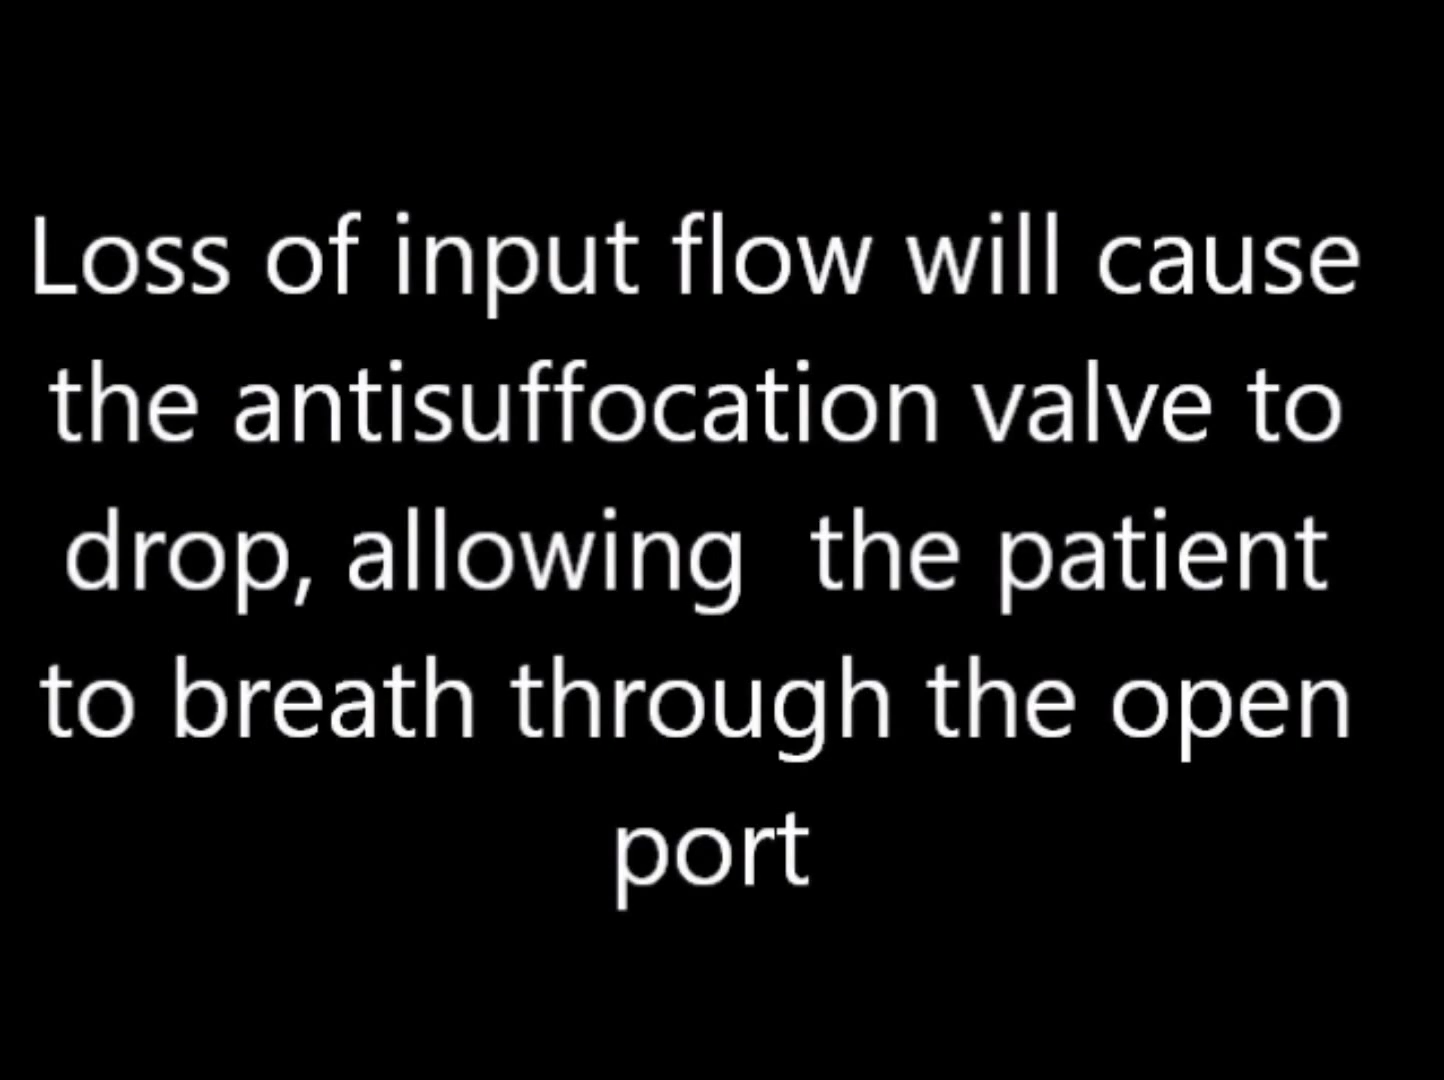 Loss of input flow will cause
the antisuffocation valve to
drop, allowing  the patient
to breath through the open
port